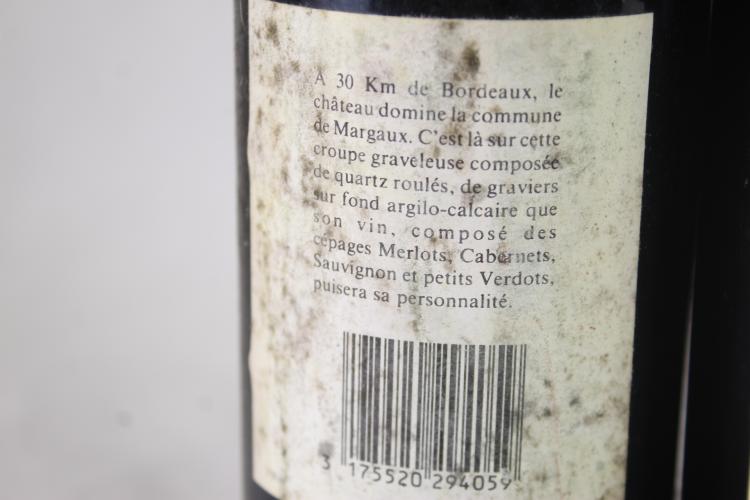 A 30 Km de Bordeaux, le
château domine la commune
de Margaux. C'est là sur cette
croupe graveleuse composée
de quartz roulés, de graviers
sur fond argilo-calcaire que
son vin, composé des
cépages Merlots, Cabernets,
Sauvignon et petits Verdots,
puisera sa personnalité.
3 175520 294059